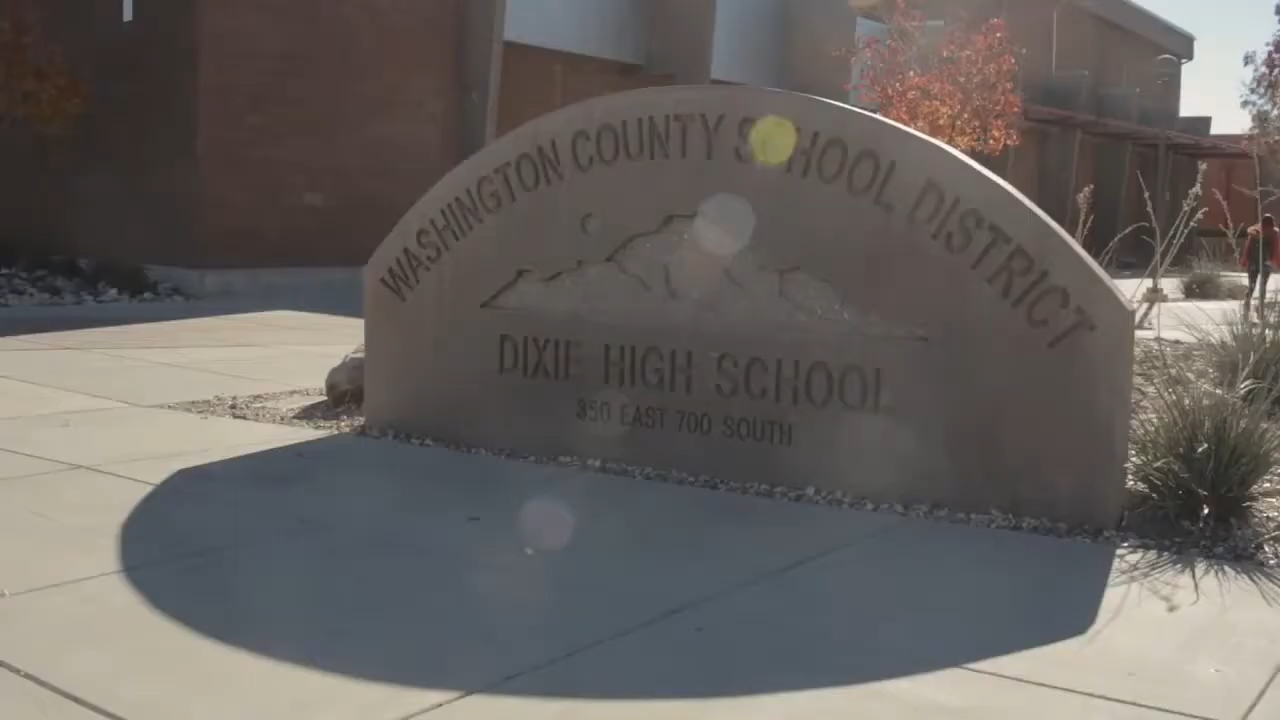 WASHINGTON COUNTY SCHOOL DISTRICT
DIXIE HIGH SCHOOL
350 EAST 700 SOUTH